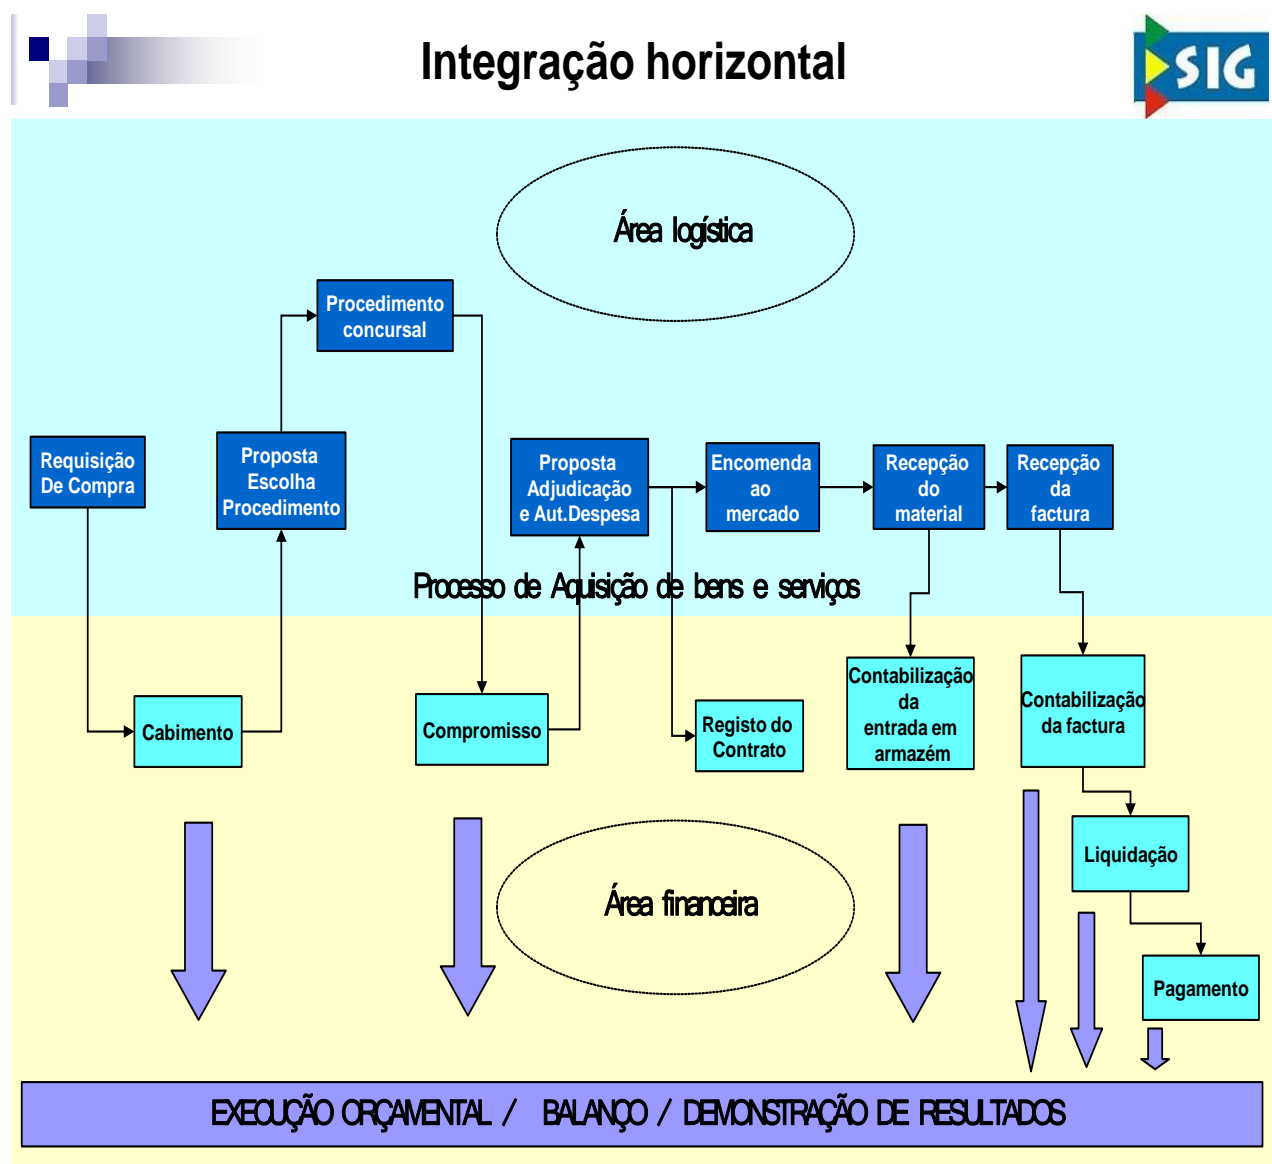 Integração horizontal
SIG
Área logística
Procedimento
concursal
Requisição
De Compra
Proposta
Escolha
Procedimento
Proposta
Adjudicação
e Aut.Despesa
Encomenda
ao
mercado
Recepção
do
material
Recepção
da
factura
Processo de Aquisição de bens e serviços
Cabimento
Compromisso
Registo do
Contrato
Contabilização
da
entrada em
armazém
Contabilização
da factura
Liquidação
Área financeira
Pagamento
EXECUÇÃO ORÇAMENTAL / BALANÇO / DEMONSTRAÇÃO DE RESULTADOS